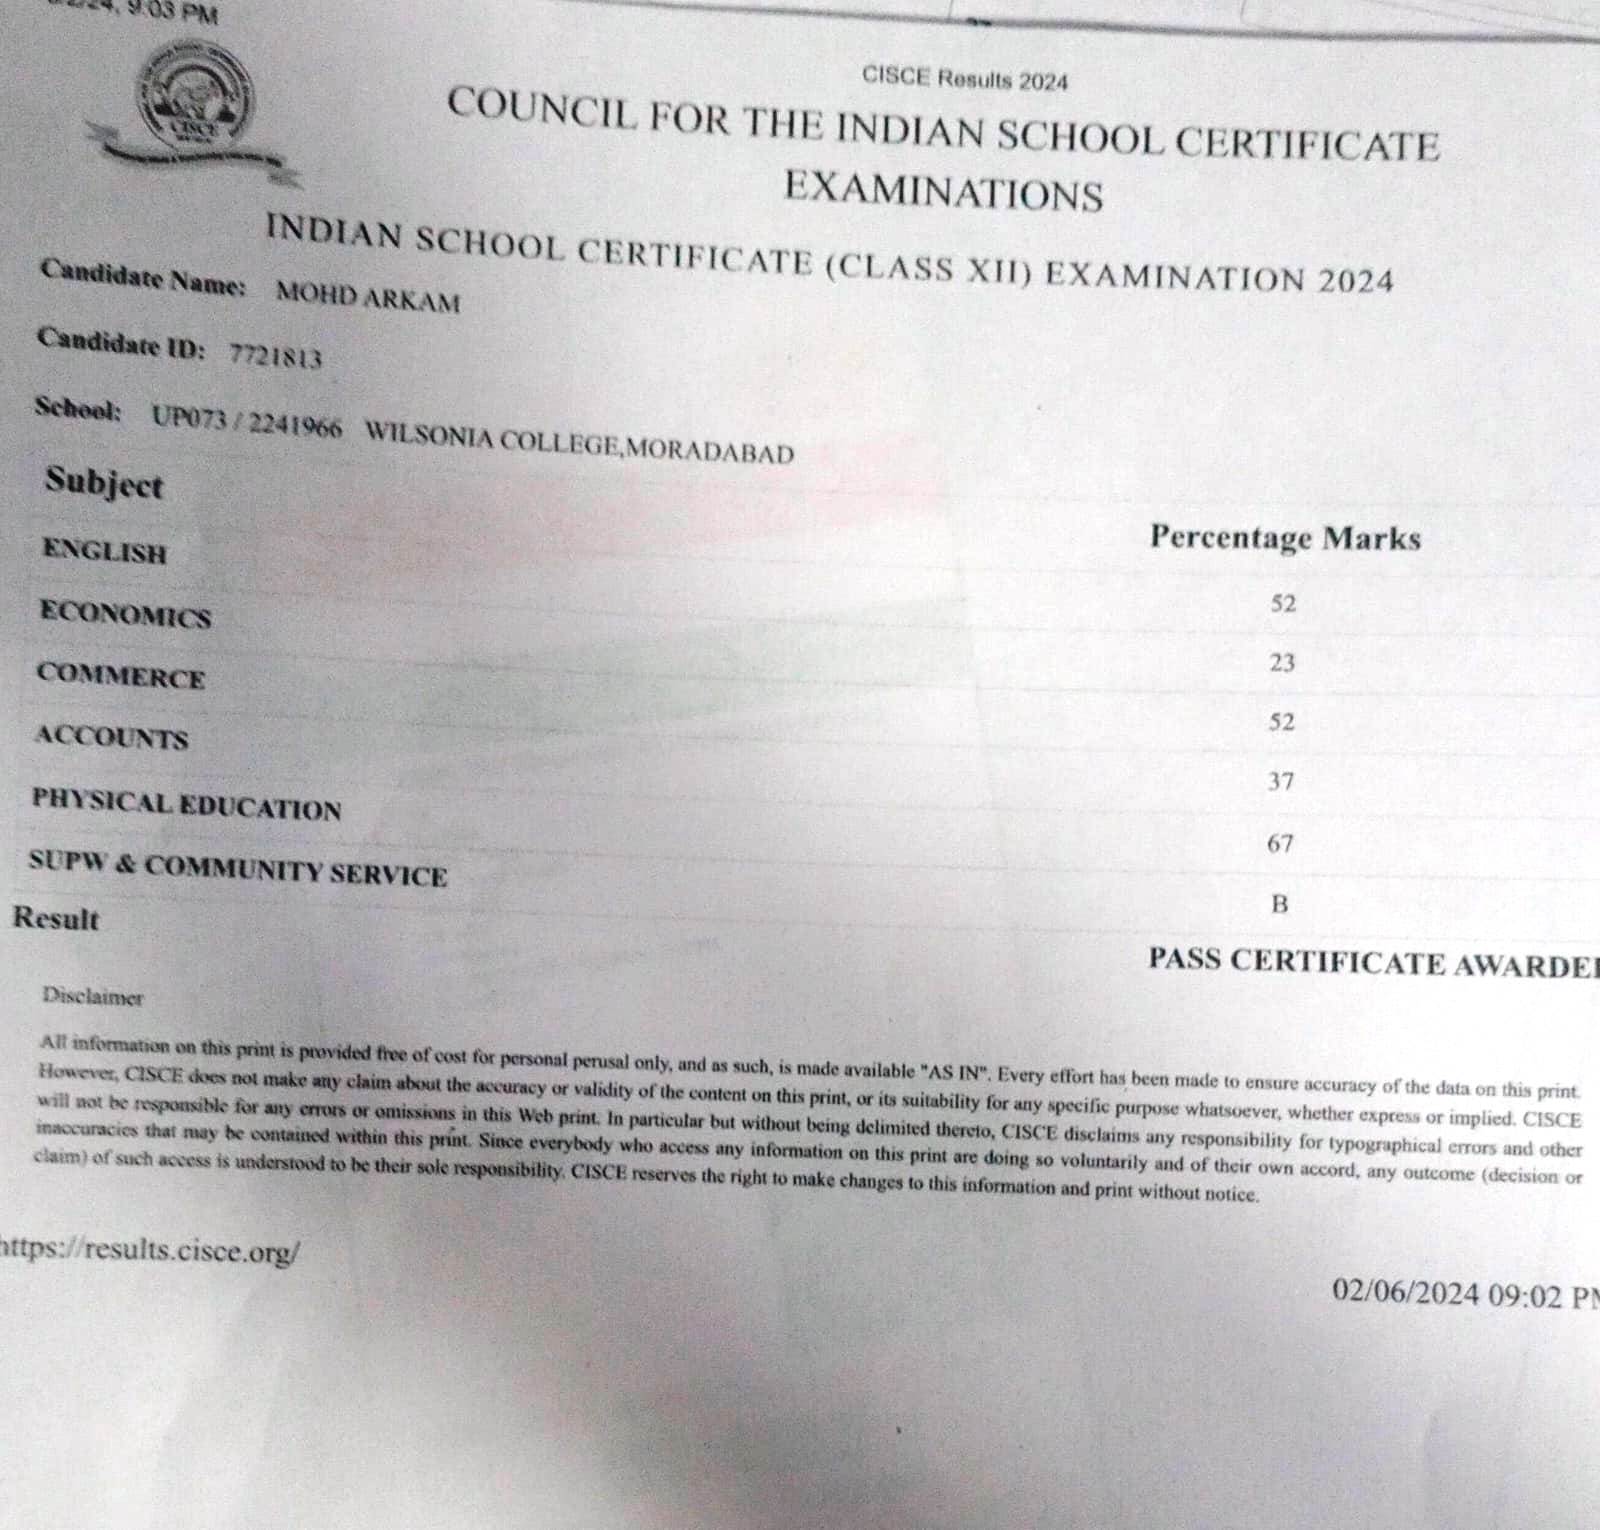 24, 9:03 PM
CISCE
CISCE Results 2024
COUNCIL FOR THE INDIAN SCHOOL CERTIFICATE
EXAMINATIONS
INDIAN SCHOOL CERTIFICATE (CLASS XII) EXAMINATION 2024
Candidate Name: MOHD ARKAM
Candidate ID: 7721813
School: UP073 / 2241966 WILSONIA COLLEGE,MORADABAD
Subject Percentage Marks
ENGLISH 52
ECONOMICS 23
COMMERCE 52
ACCOUNTS 37
PHYSICAL EDUCATION 67
SUPW & COMMUNITY SERVICE B
Result PASS CERTIFICATE AWARDED
Disclaimer
All information on this print is provided free of cost for personal perusal only, and as such, is made available "AS IN". Every effort has been made to ensure accuracy of the data on this print.
However, CISCE does not make any claim about the accuracy or validity of the content on this print, or its suitability for any specific purpose whatsoever, whether express or implied. CISCE
will not be responsible for any errors or omissions in this Web print. In particular but without being delimited thereto, CISCE disclaims any responsibility for typographical errors and other
inaccuracies that may be contained within this print. Since everybody who access any information on this print are doing so voluntarily and of their own accord, any outcome (decision or
claim) of such access is understood to be their sole responsibility. CISCE reserves the right to make changes to this information and print without notice.
https://results.cisce.org/
02/06/2024 09:02 PM